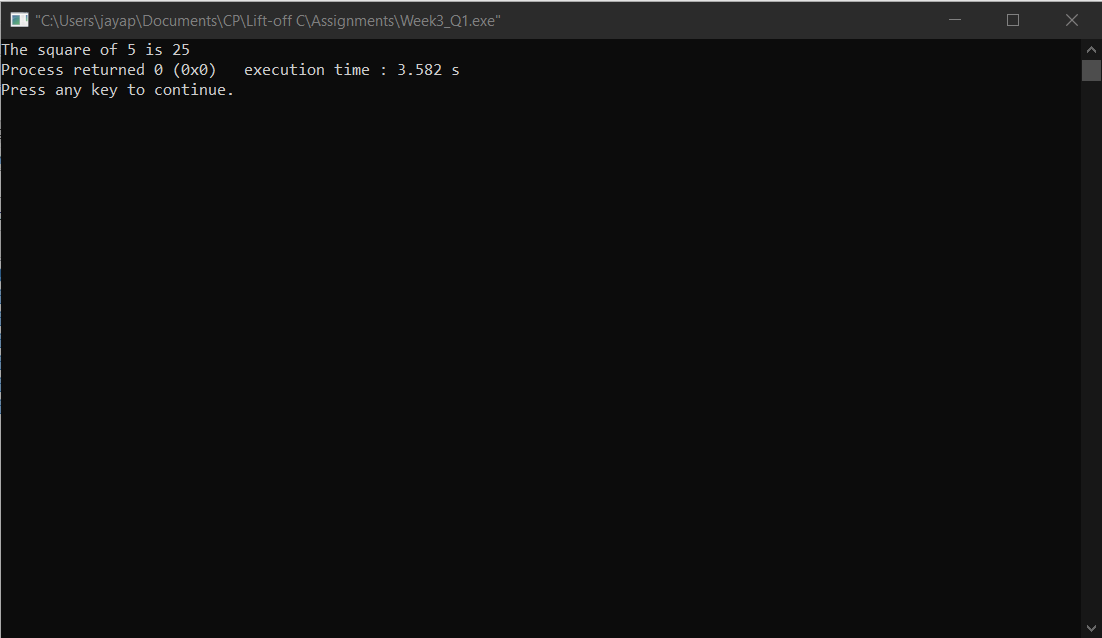 "C:\Users\jayap\Documents\CP\Lift-off C\Assignments\Week3_Q1.exe"
The square of 5 is 25
Process returned 0 (0x0)   execution time : 3.582 s
Press any key to continue.